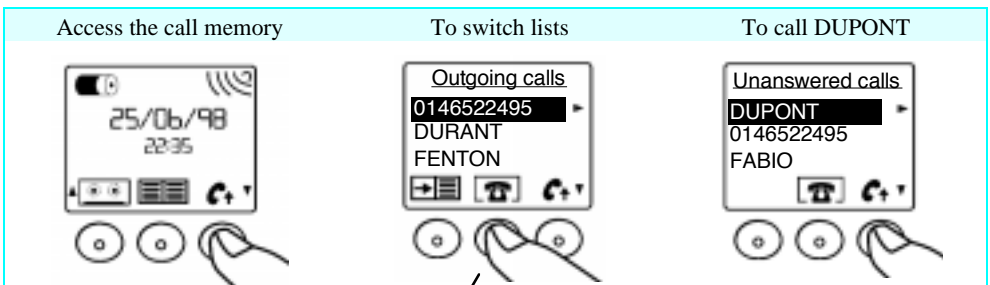 Access the call memory
25/06/98
22:35
To switch lists
Outgoing calls
0146522495
DURANT
FENTON
To call DUPONT
Unanswered calls
DUPONT
0146522495
FABIO